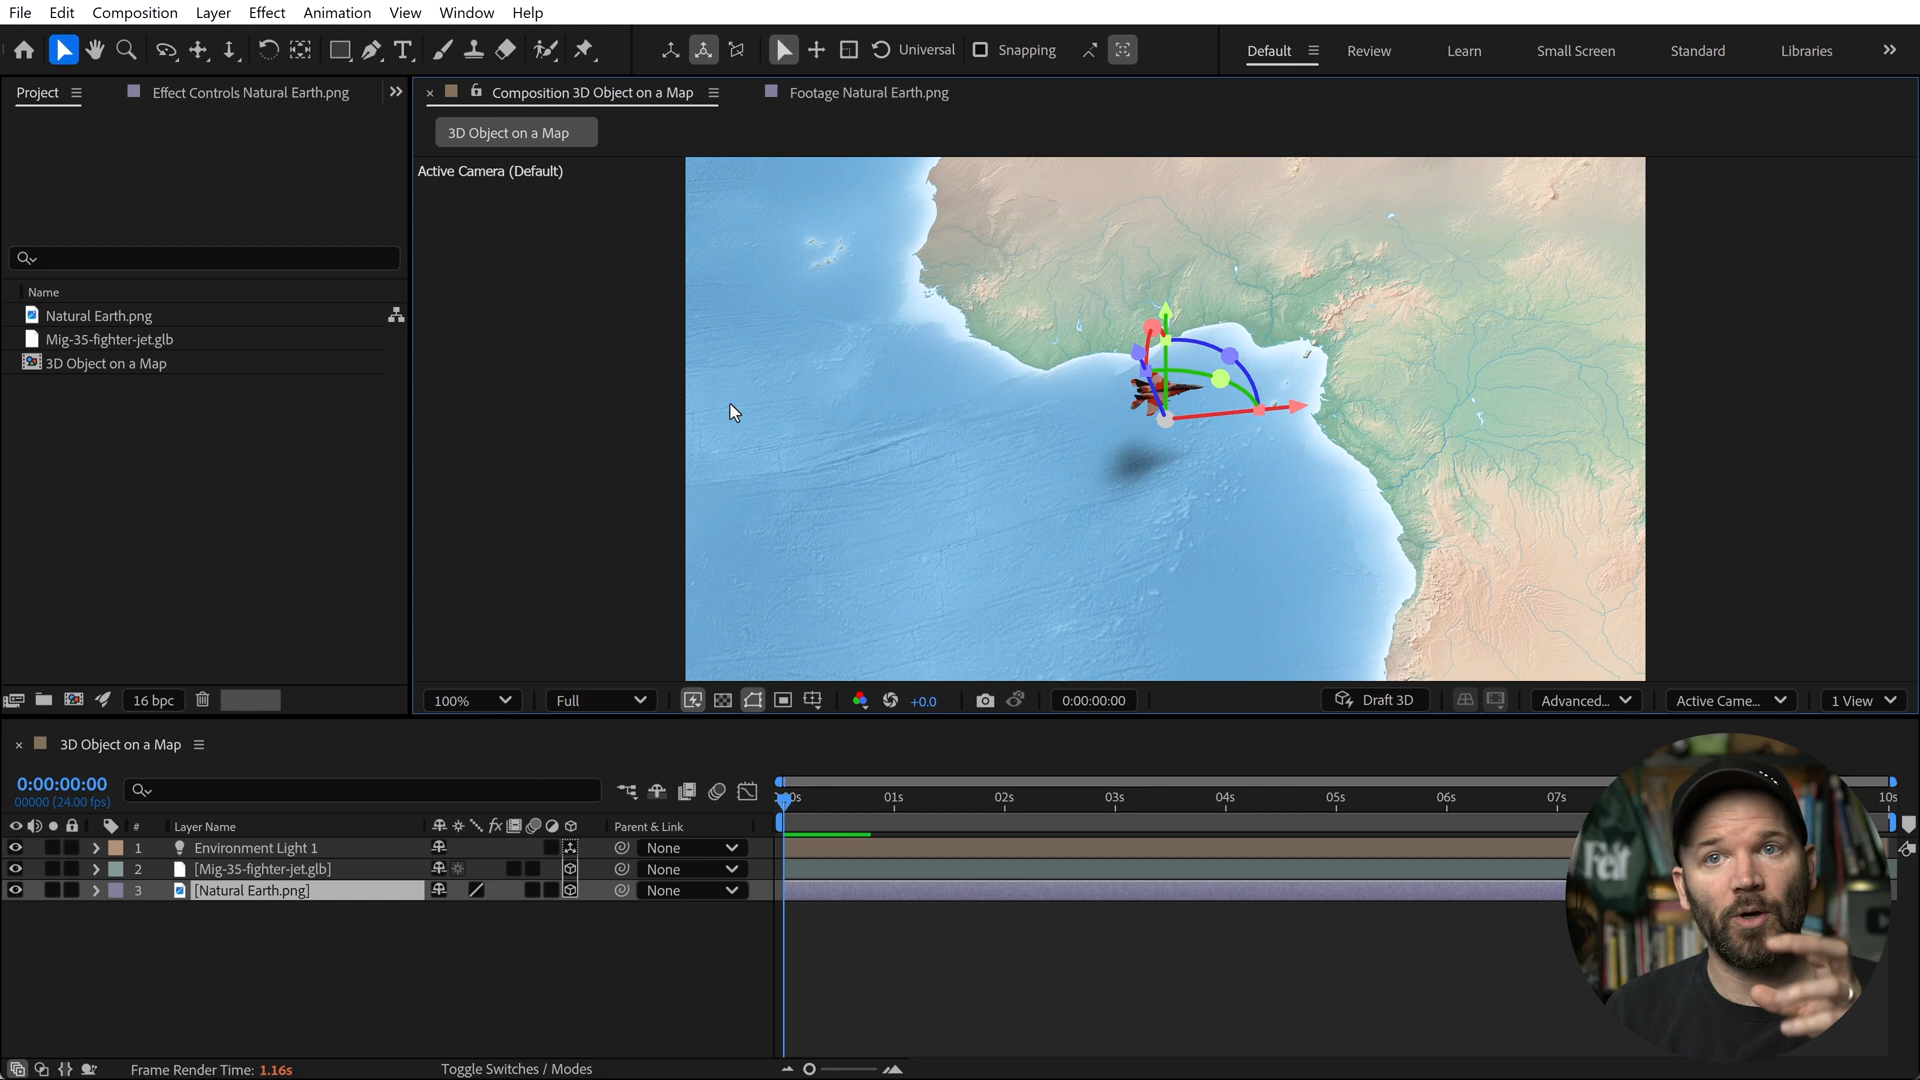 File Edit Composition Layer Effect Animation View Window Help
Universal Snapping Default Review Learn Small Screen Standard Libraries
Project Effect Controls Natural Earth.png Composition 3D Object on a Map Footage Natural Earth.png
3D Object on a Map
Active Camera (Default)
Name
Natural Earth.png
Mig-35-fighter-jet.glb
3D Object on a Map
16 bpc 100% Full +0.0 0:00:00:00 Draft 3D Advanced... Active Came... 1 View
3D Object on a Map
0:00:00:00
00000 (24.00 fps)
01s 02s 03s 04s 05s 06s 07s 10s
# Layer Name fx Parent & Link
1 Environment Light 1 None
2 [Mig-35-fighter-jet.glb] None
3 [Natural Earth.png] None
Felt
Frame Render Time: 1.16s Toggle Switches / Modes